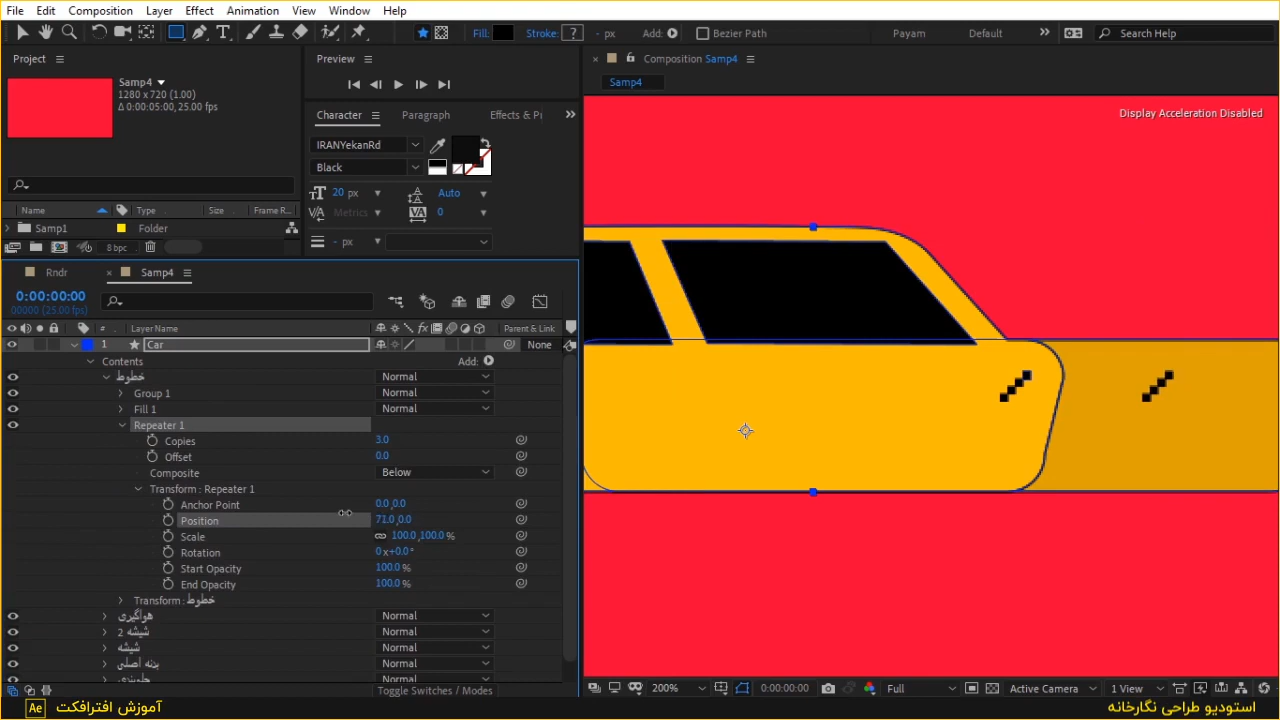 File Edit Composition Layer Effect Animation View Window Help
Fill: Stroke: ? - px Add: Bezier Path Payam Default Search Help
Project Preview Composition Samp4
Samp4
1280 x 720 (1.00)
Δ 0:00:05:00, 25.00 fps
Samp4
Display Acceleration Disabled
Character Paragraph Effects & Pi
IRANYekanRd
Black
20 px Auto
Metrics 0
- px
Name Type Size Frame R...
Samp1 Folder
8 bpc
Rndr Samp4
0:00:00:00
00000 (25.00 fps)
# Layer Name Parent & Link
1 Car None
Contents Add:
خطوط Normal
Group 1 Normal
Fill 1 Normal
Repeater 1
Copies 3.0
Offset 0.0
Composite Below
Transform : Repeater 1
Anchor Point 0.0,0.0
Position 71.0,0.0
Scale 100.0,100.0 %
Rotation 0 x+0.0 °
Start Opacity 100.0 %
End Opacity 100.0 %
Transform : خطوط
هواگیری Normal
شیشه 2 Normal
شیشه Normal
بدنه اصلی Normal
جلوبندی Normal
Toggle Switches / Modes
200% 0:00:00:00 Full Active Camera 1 View
Ae آموزش افترافکت
استودیو طراحی نگارخانه